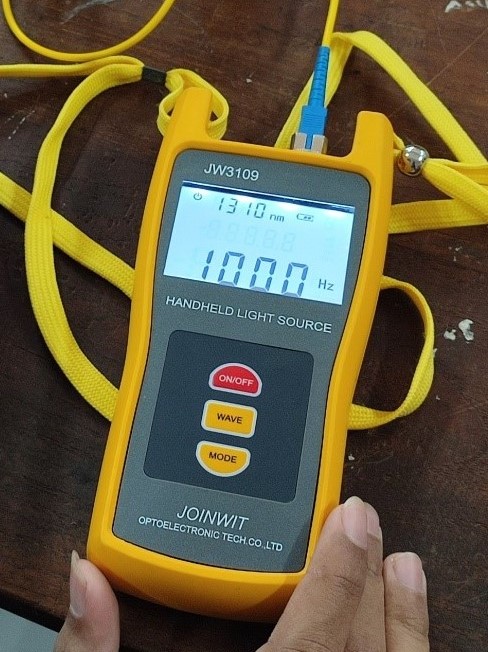 JW3109
1310 nm
1000 Hz
HANDHELD LIGHT SOURCE
ON/OFF
WAVE
MODE
JOINWIT
OPTOELECTRONIC TECH.CO.,LTD